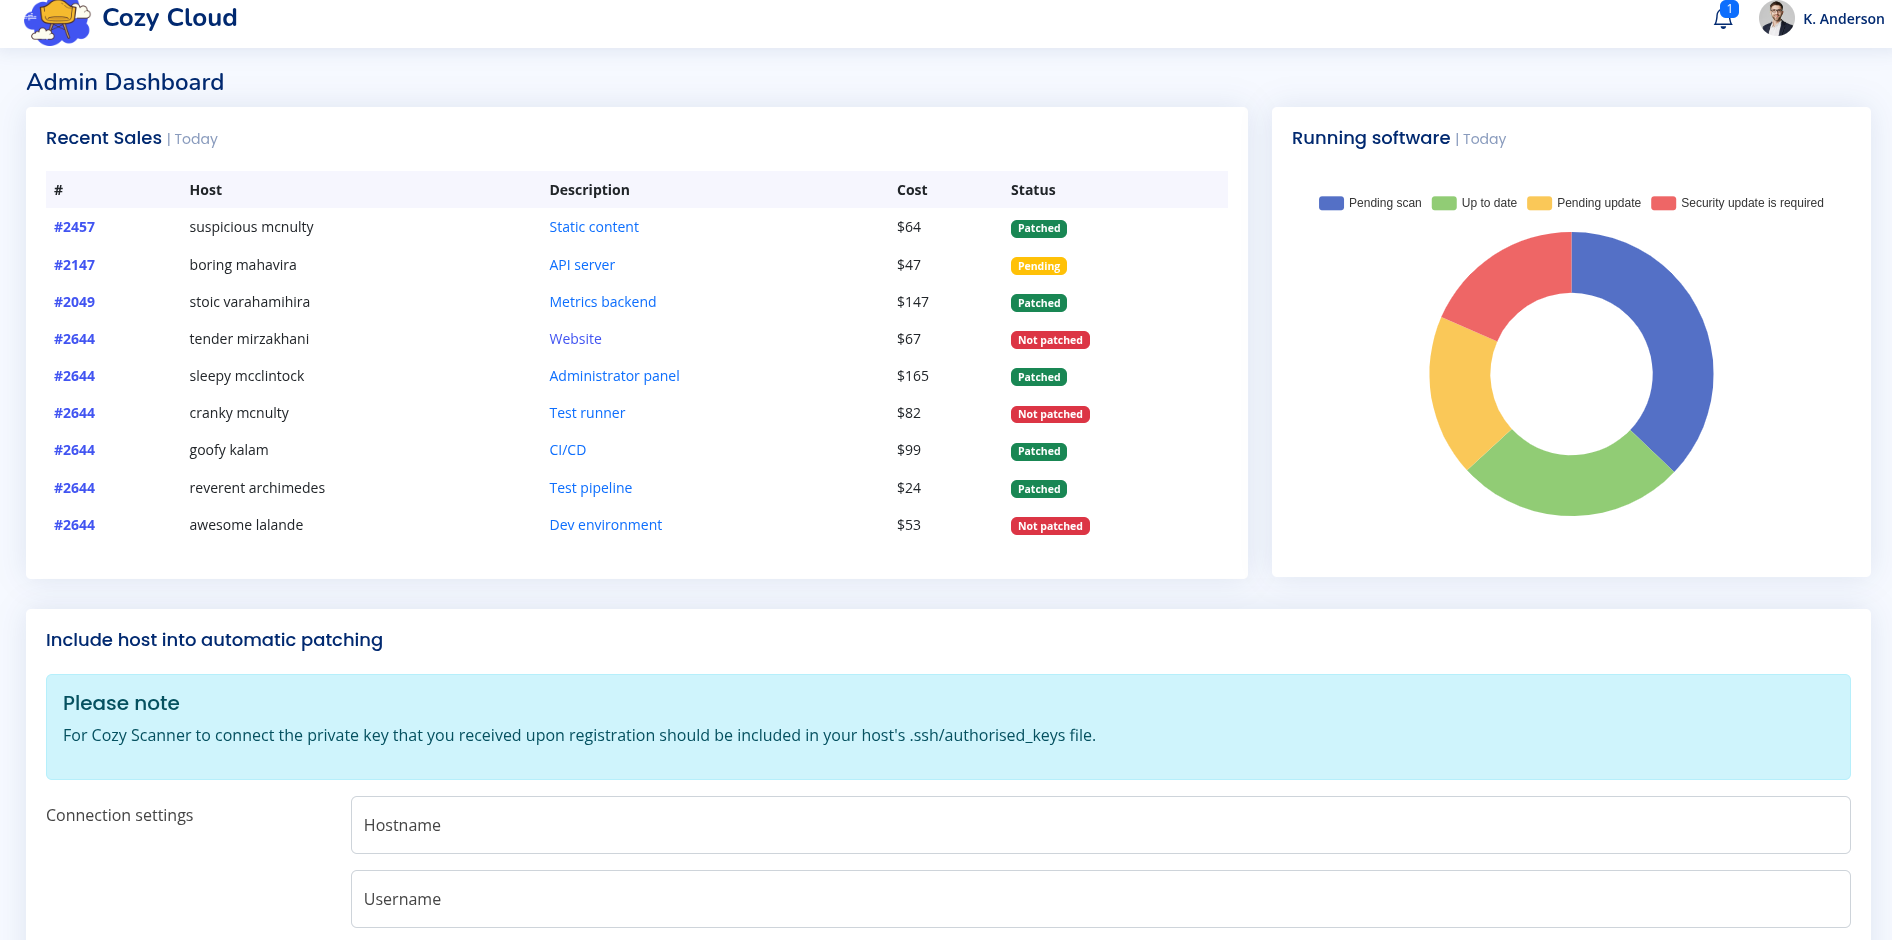 Cozy Cloud
1
K. Anderson
Admin Dashboard
Recent Sales | Today
# Host Description Cost Status
#2457 suspicious mcnulty Static content $64 Patched
#2147 boring mahavira API server $47 Pending
#2049 stoic varahamihira Metrics backend $147 Patched
#2644 tender mirzakhani Website $67 Not patched
#2644 sleepy mcclintock Administrator panel $165 Patched
#2644 cranky mcnulty Test runner $82 Not patched
#2644 goofy kalam CI/CD $99 Patched
#2644 reverent archimedes Test pipeline $24 Patched
#2644 awesome lalande Dev environment $53 Not patched
Running software | Today
Pending scan Up to date Pending update Security update is required
Include host into automatic patching
Please note
For Cozy Scanner to connect the private key that you received upon registration should be included in your host's .ssh/authorised_keys file.
Connection settings
Hostname
Username